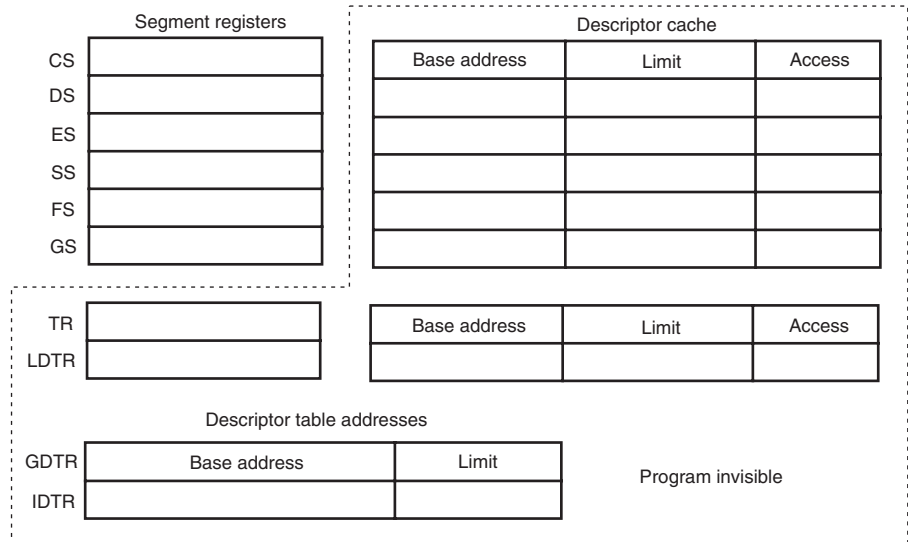 Segment registers
Descriptor cache
CS
Base address Limit Access
DS
ES
SS
FS
GS
TR
Base address Limit Access
LDTR
Descriptor table addresses
GDTR Base address Limit
Program invisible
IDTR